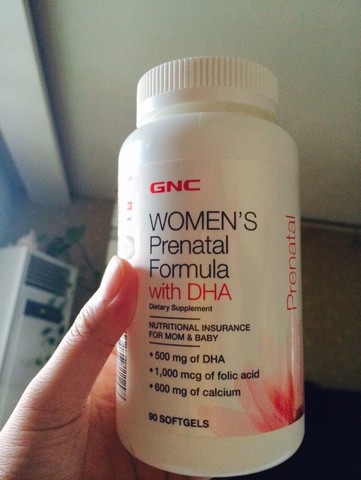 GNC
WOMEN'S
Prenatal
Formula
with DHA
Dietary Supplement
NUTRITIONAL INSURANCE
FOR MOM & BABY
• 500 mg of DHA
• 1,000 mcg of folic acid
• 600 mg of calcium
90 SOFTGELS
Prenatal